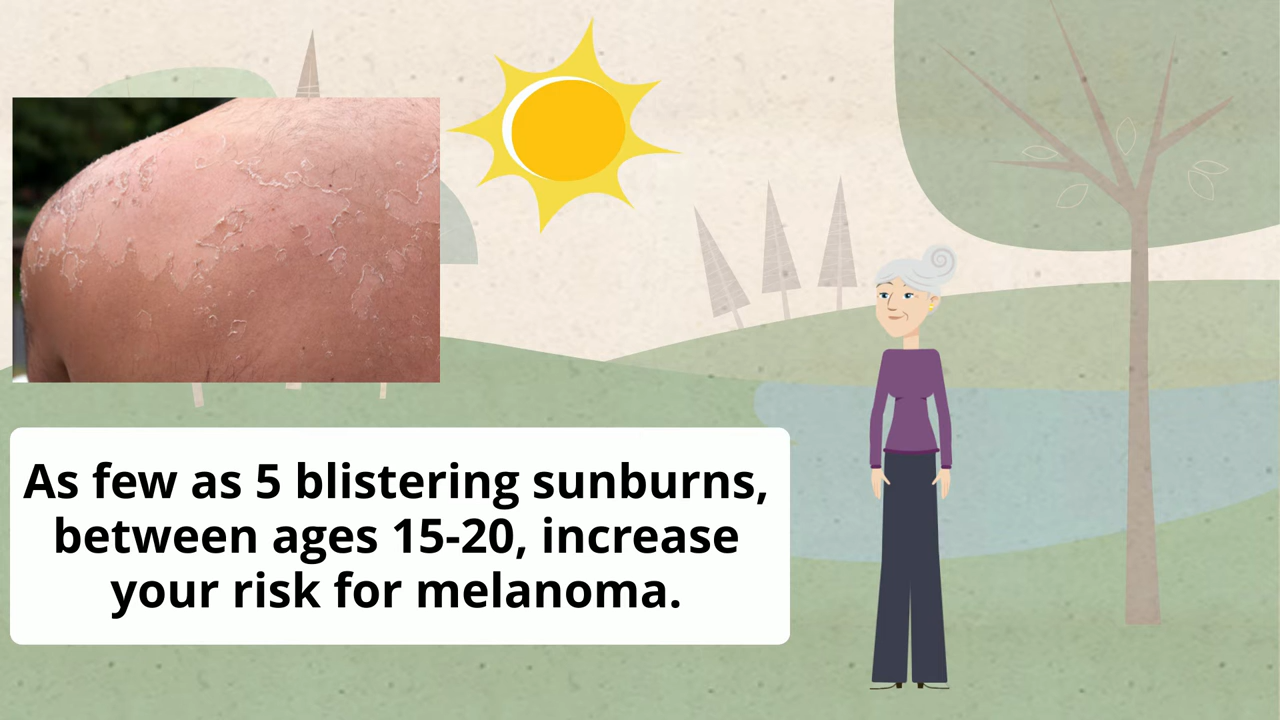 As few as 5 blistering sunburns,
between ages 15-20, increase
your risk for melanoma.